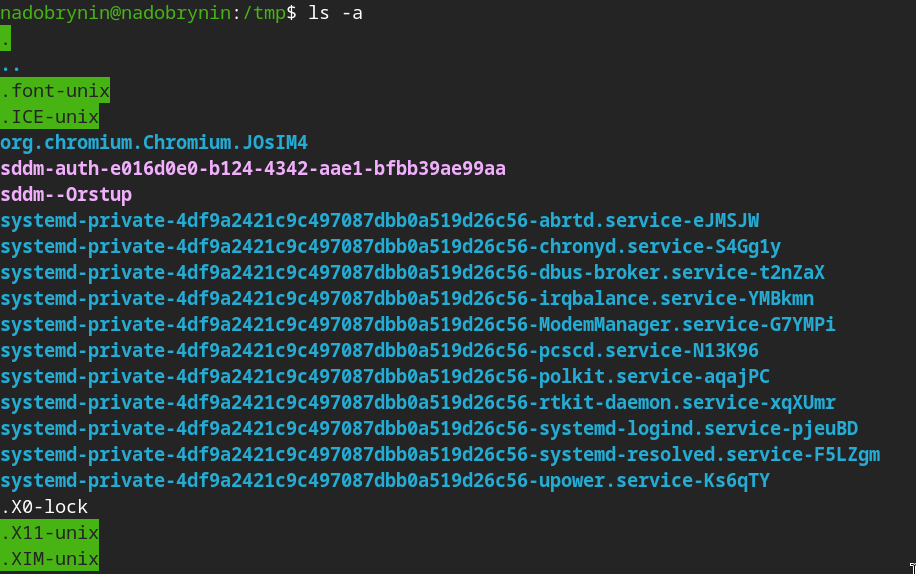 nadobrynin@nadobrynin:/tmp$ ls -a
.
..
.font-unix
.ICE-unix
org.chromium.Chromium.JOsIM4
sddm-auth-e016d0e0-b124-4342-aae1-bfbb39ae99aa
sddm--Orstup
systemd-private-4df9a2421c9c497087dbb0a519d26c56-abrtd.service-eJMSJW
systemd-private-4df9a2421c9c497087dbb0a519d26c56-chronyd.service-S4Gg1y
systemd-private-4df9a2421c9c497087dbb0a519d26c56-dbus-broker.service-t2nZaX
systemd-private-4df9a2421c9c497087dbb0a519d26c56-irqbalance.service-YMBkmn
systemd-private-4df9a2421c9c497087dbb0a519d26c56-ModemManager.service-G7YMPi
systemd-private-4df9a2421c9c497087dbb0a519d26c56-pcscd.service-N13K96
systemd-private-4df9a2421c9c497087dbb0a519d26c56-polkit.service-aqajPC
systemd-private-4df9a2421c9c497087dbb0a519d26c56-rtkit-daemon.service-xqXUmr
systemd-private-4df9a2421c9c497087dbb0a519d26c56-systemd-logind.service-pjeuBD
systemd-private-4df9a2421c9c497087dbb0a519d26c56-systemd-resolved.service-F5LZgm
systemd-private-4df9a2421c9c497087dbb0a519d26c56-upower.service-Ks6qTY
.X0-lock
.X11-unix
.XIM-unix